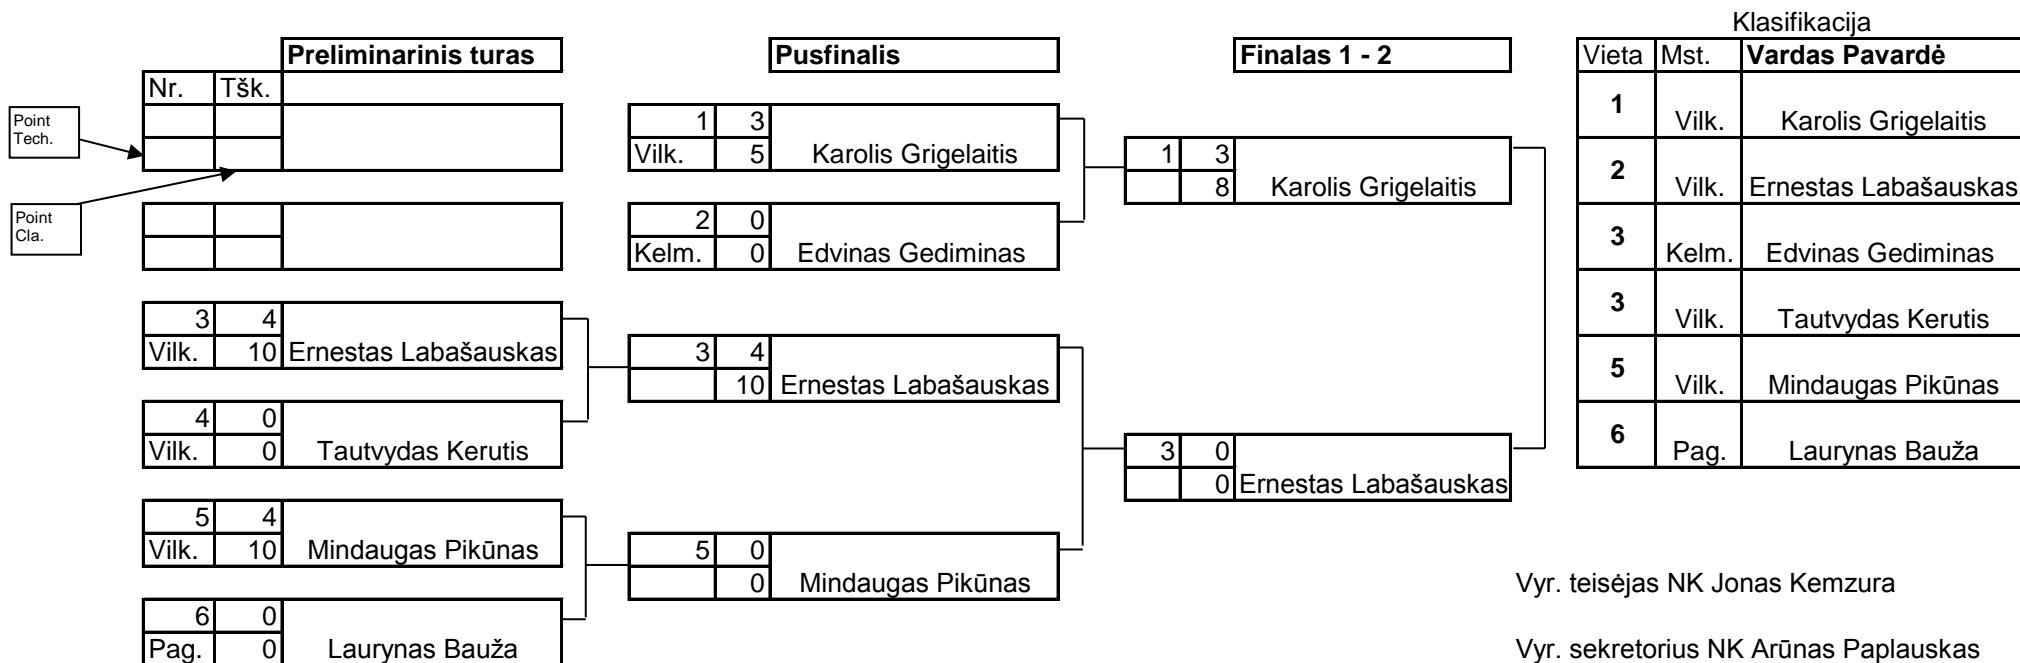 Klasifikacija
Preliminarinis turas Pusfinalis Finalas 1 - 2 Vieta Mst. Vardas Pavardė
Nr. Tšk.
Point
Tech.
Point
Cla.
3 4
Vilk. 10 Ernestas Labašauskas
4 0
Vilk. 0 Tautvydas Kerutis
5 4
Vilk. 10 Mindaugas Pikūnas
6 0
Pag. 0 Laurynas Bauža
1 3
Vilk. 5 Karolis Grigelaitis
2 0
Kelm. 0 Edvinas Gediminas
3 4
10 Ernestas Labašauskas
5 0
0 Mindaugas Pikūnas
1 3
8 Karolis Grigelaitis
3 0
0 Ernestas Labašauskas
1 Vilk. Karolis Grigelaitis
2 Vilk. Ernestas Labašauskas
3 Kelm. Edvinas Gediminas
3 Vilk. Tautvydas Kerutis
5 Vilk. Mindaugas Pikūnas
6 Pag. Laurynas Bauža
Vyr. teisėjas NK Jonas Kemzura
Vyr. sekretorius NK Arūnas Paplauskas